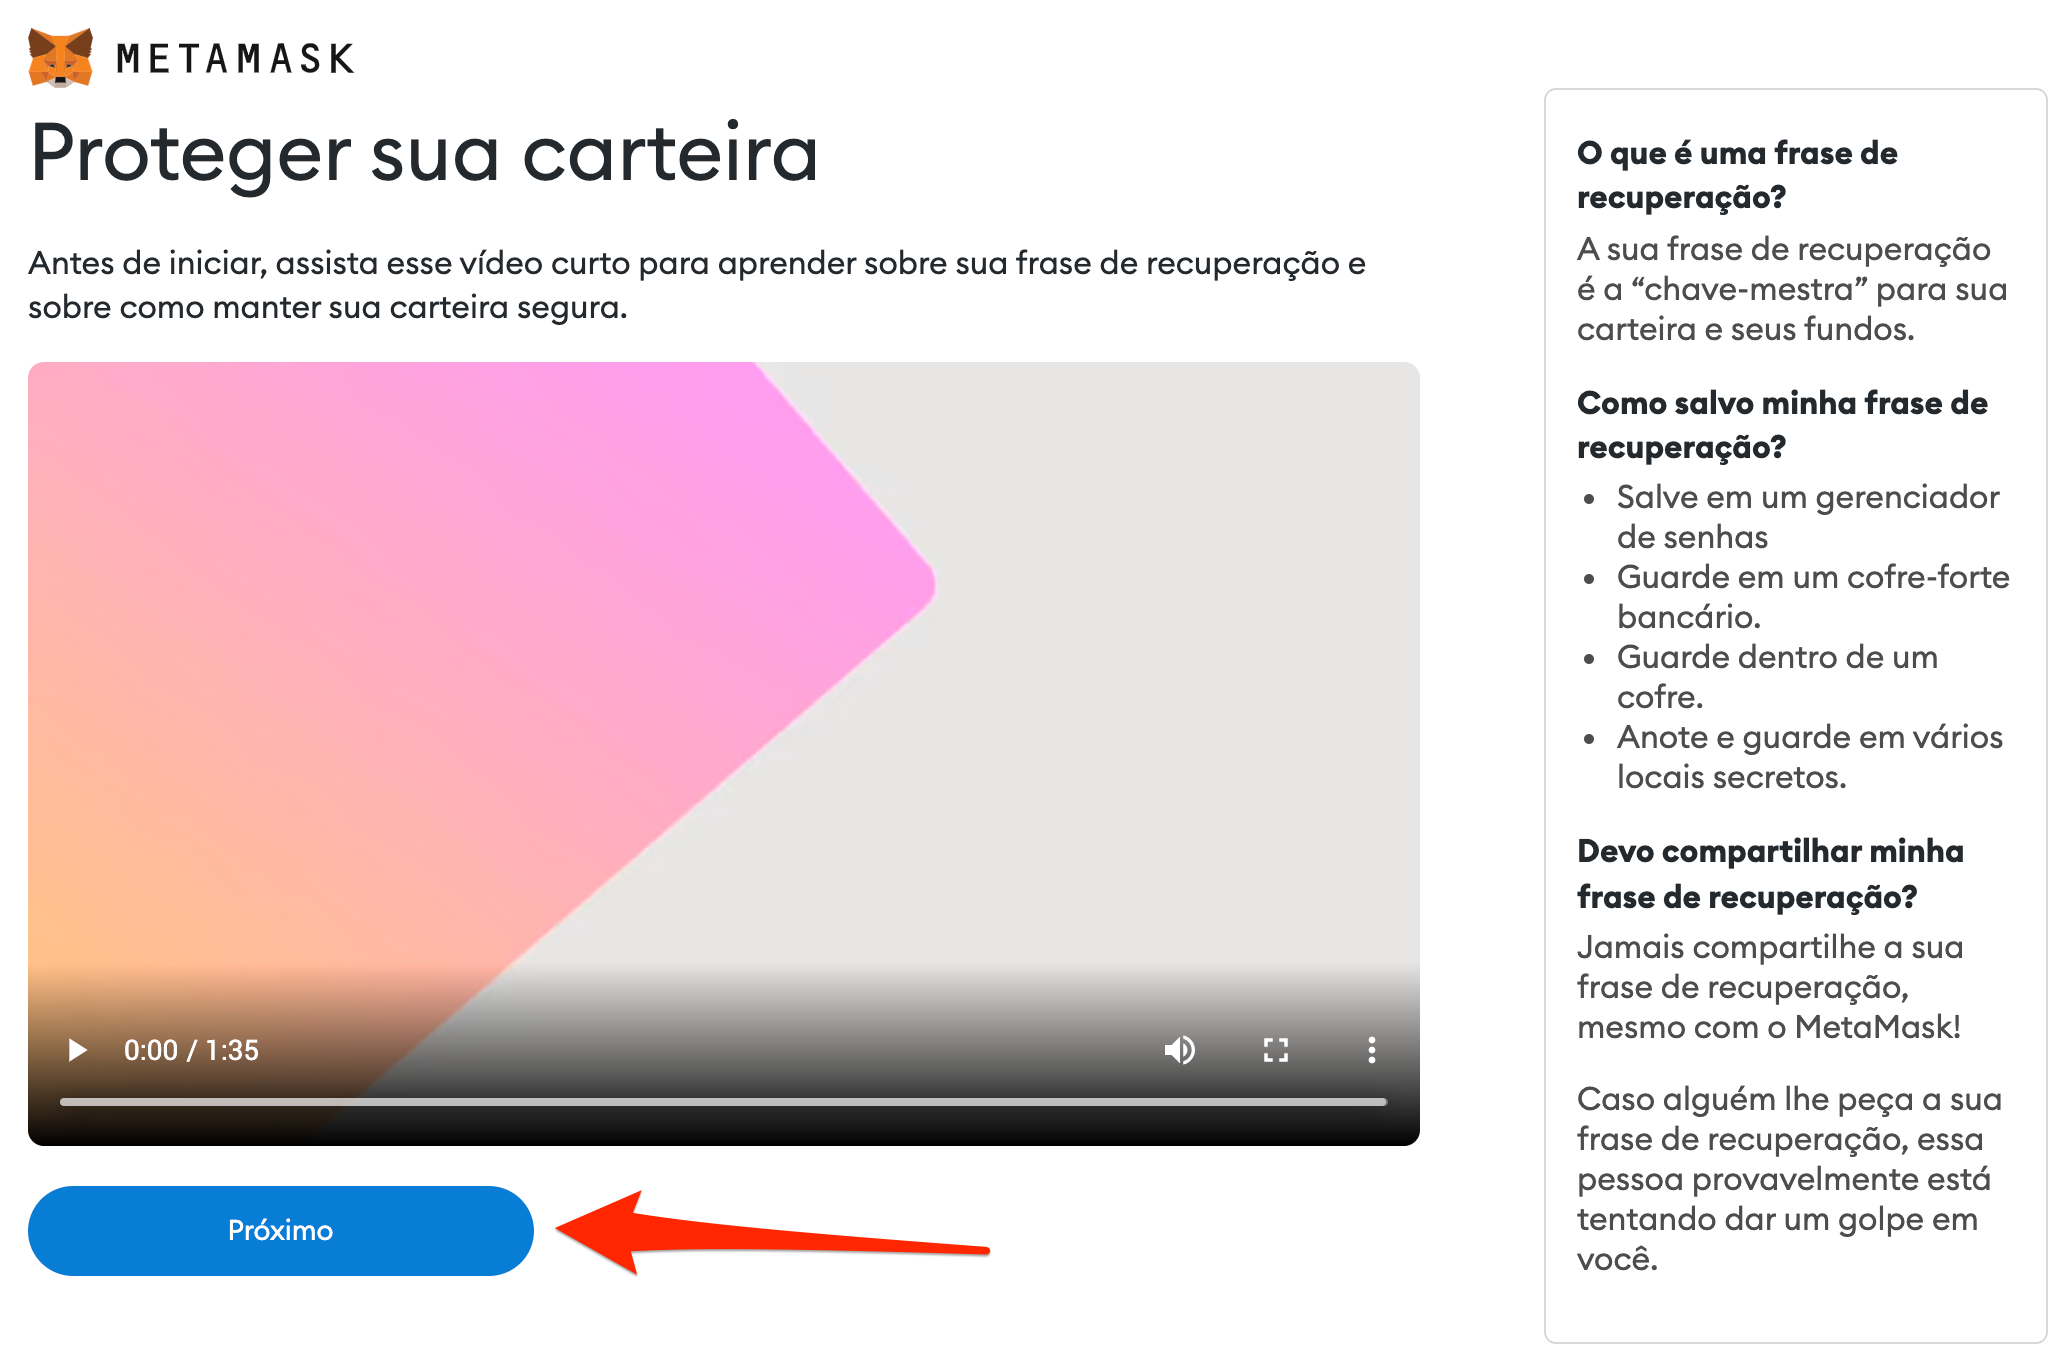 METAMASK
Proteger sua carteira
Antes de iniciar, assista esse vídeo curto para aprender sobre sua frase de recuperação e
sobre como manter sua carteira segura.
0:00 / 1:35
Próximo
O que é uma frase de
recuperação?
A sua frase de recuperação
é a “chave-mestra” para sua
carteira e seus fundos.
Como salvo minha frase de
recuperação?
• Salve em um gerenciador
de senhas
• Guarde em um cofre-forte
bancário.
• Guarde dentro de um
cofre.
• Anote e guarde em vários
locais secretos.
Devo compartilhar minha
frase de recuperação?
Jamais compartilhe a sua
frase de recuperação,
mesmo com o MetaMask!
Caso alguém lhe peça a sua
frase de recuperação, essa
pessoa provavelmente está
tentando dar um golpe em
você.